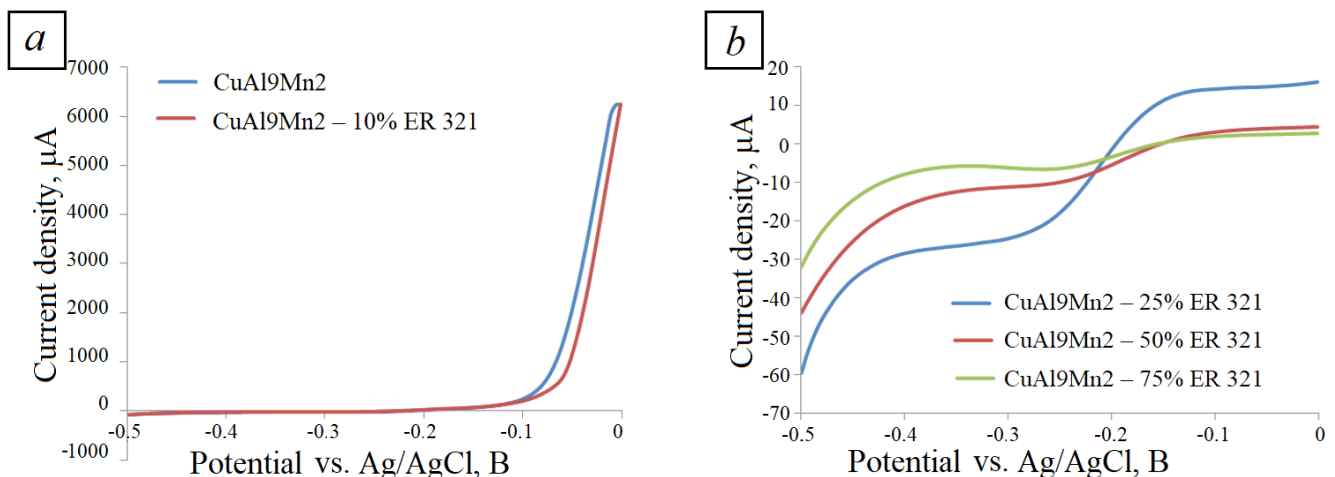 a
7000
6000
5000
4000
3000
2000
1000
0
-1000
Current density, µA
CuAl9Mn2
CuAl9Mn2 – 10% ER 321
-0.5 -0.4 -0.3 -0.2 -0.1 0
Potential vs. Ag/AgCl, B
b
20
10
0
-10
-20
-30
-40
-50
-60
-70
Current density, µA
CuAl9Mn2 – 25% ER 321
CuAl9Mn2 – 50% ER 321
CuAl9Mn2 – 75% ER 321
-0.5 -0.4 -0.3 -0.2 -0.1 0
Potential vs. Ag/AgCl, B